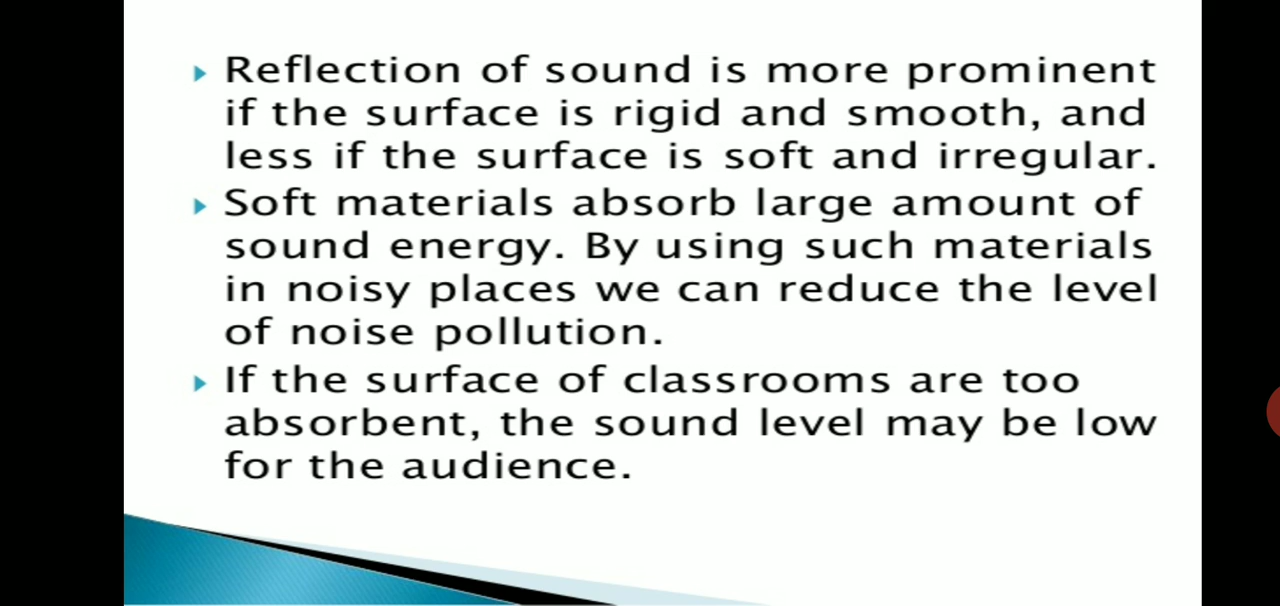 Reflection of sound is more prominent
if the surface is rigid and smooth, and
less if the surface is soft and irregular.
Soft materials absorb large amount of
sound energy. By using such materials
in noisy places we can reduce the level
of noise pollution.
If the surface of classrooms are too
absorbent, the sound level may be low
for the audience.